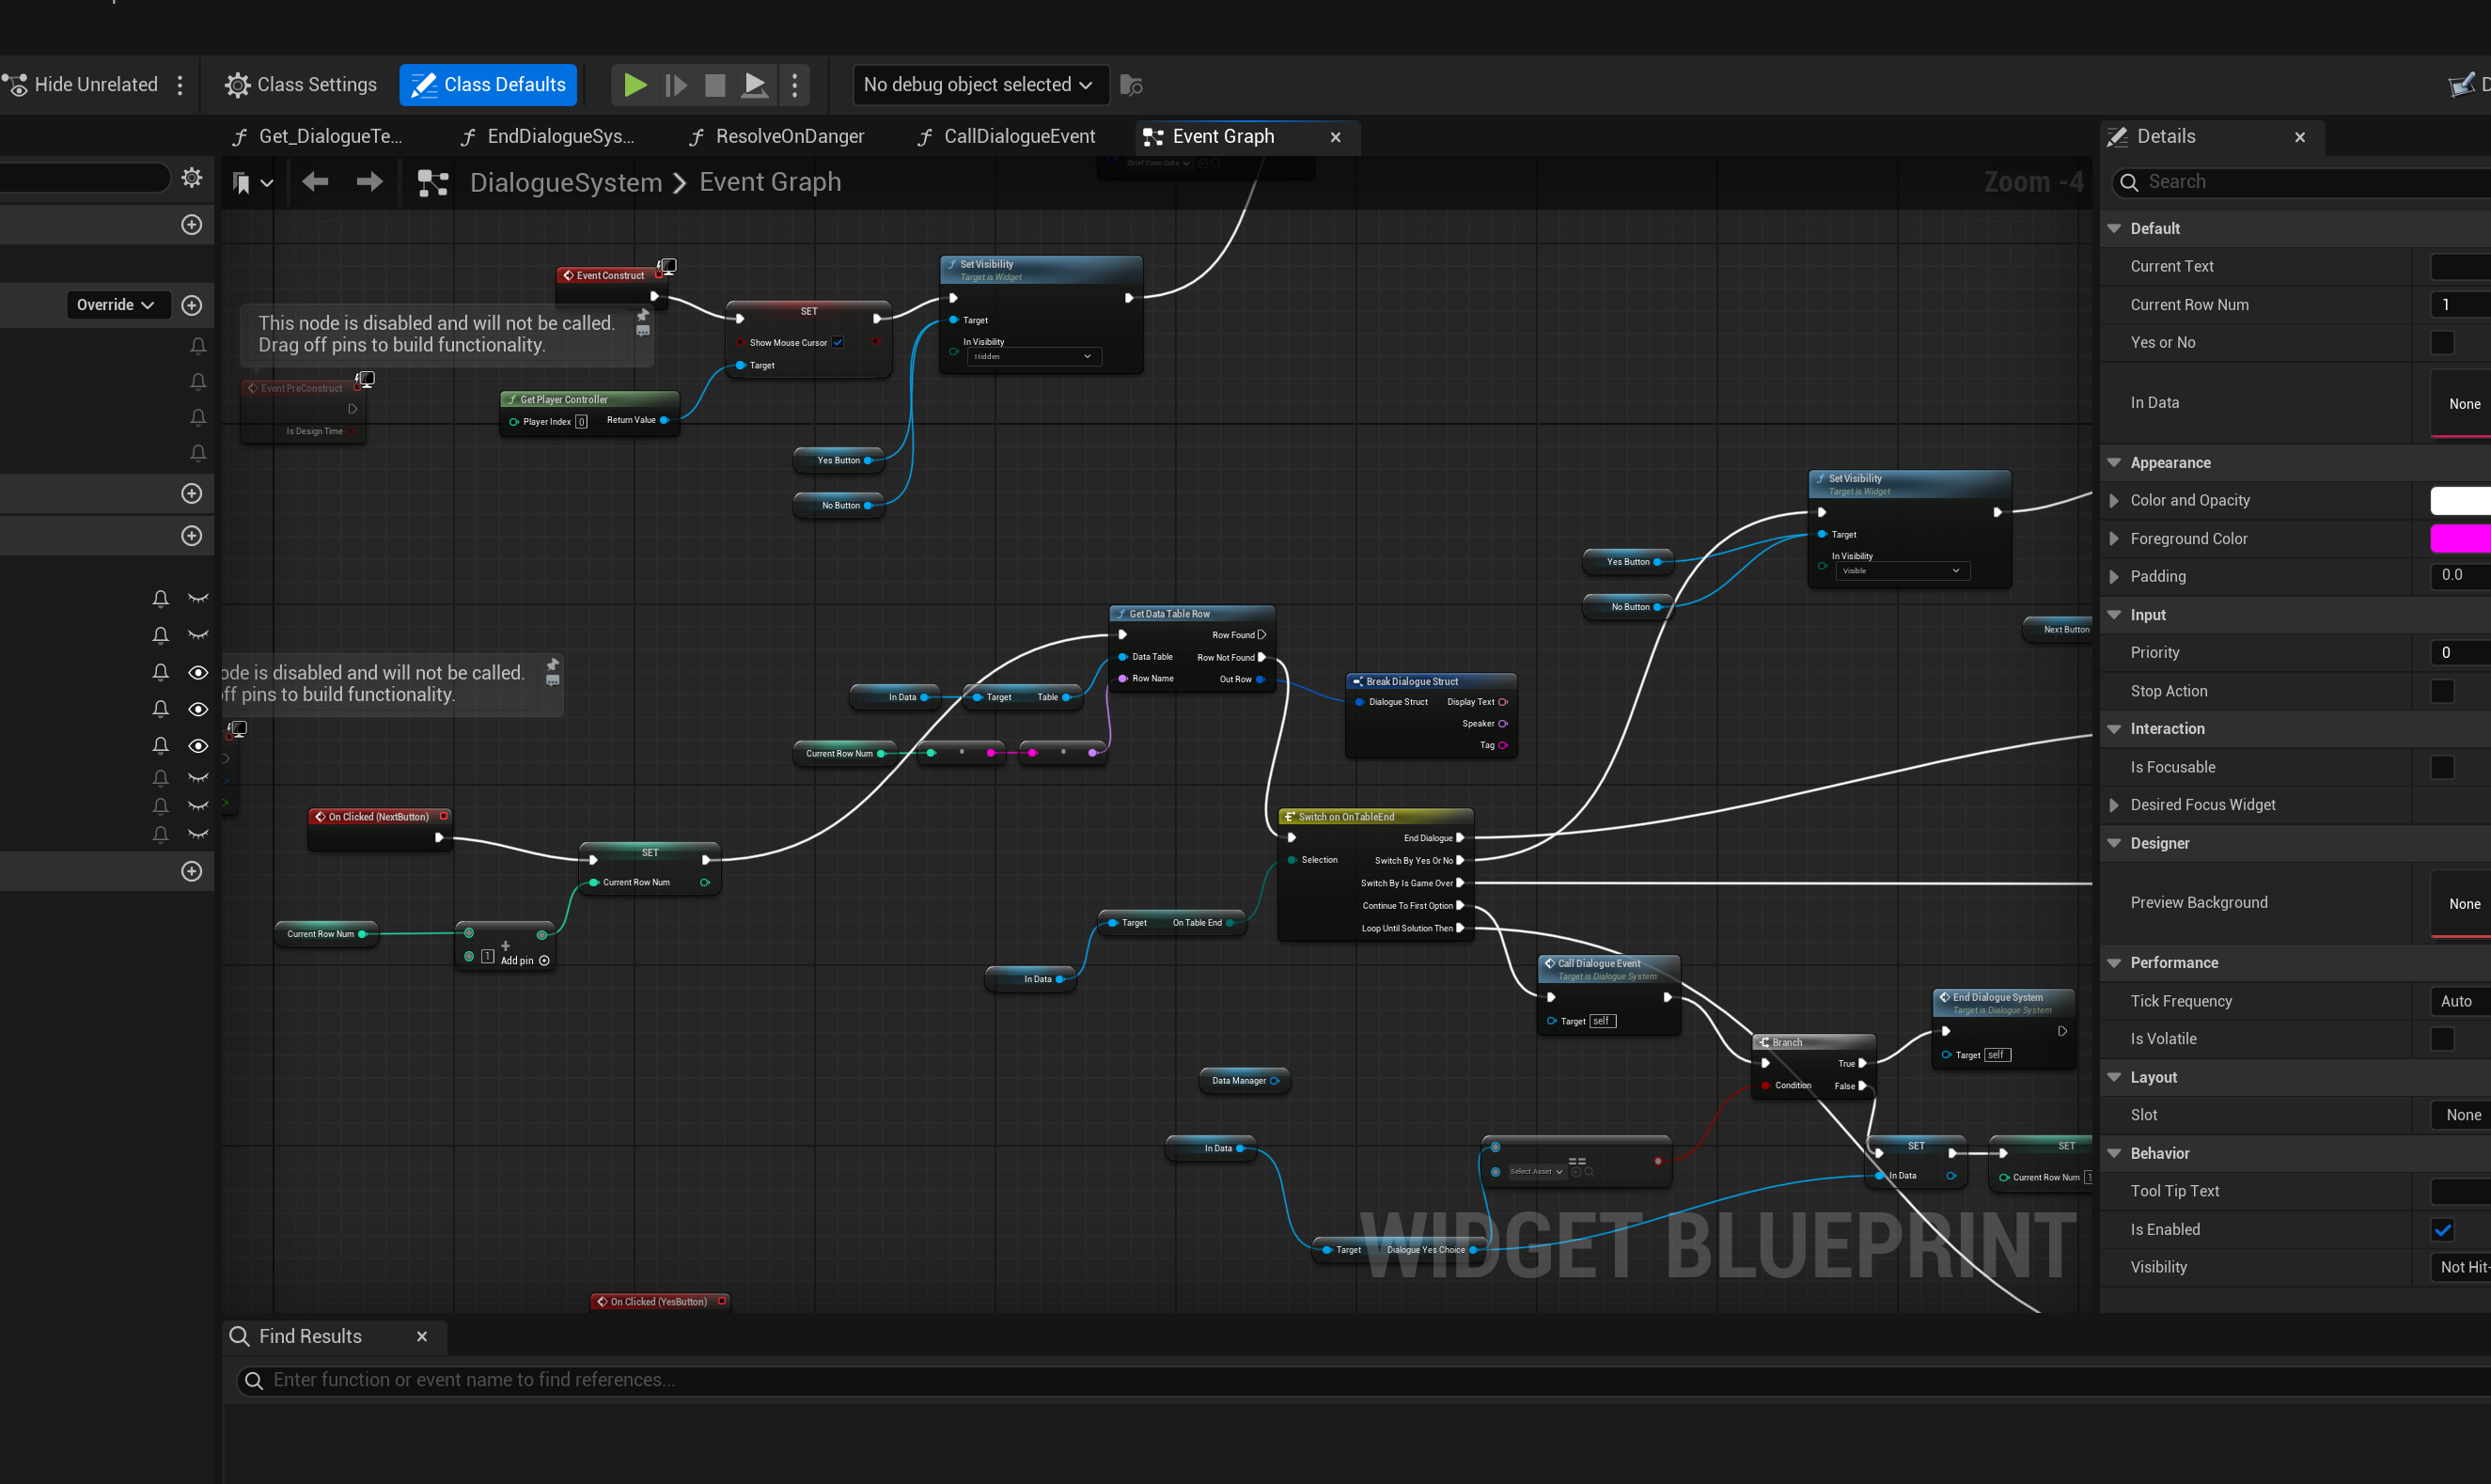 Hide Unrelated
Class Settings
Class Defaults
No debug object selected
Get_DialogueTe...
EndDialogueSys...
ResolveOnDanger
CallDialogueEvent
Event Graph
Details
DialogueSystem > Event Graph
Zoom -4
Search
Brief Case Data
Override
Event Construct
This node is disabled and will not be called.
Drag off pins to build functionality.
Event PreConstruct
Is Design Time
SET
Show Mouse Cursor
Target
Set Visibility
Target is Widget
Target
In Visibility
Hidden
Get Player Controller
Player Index 0
Return Value
Yes Button
No Button
Set Visibility
Target is Widget
Target
In Visibility
Visible
Yes Button
No Button
Next Button
Get Data Table Row
Row Found
Data Table
Row Not Found
Row Name
Out Row
In Data
Target
Table
Current Row Num
Break Dialogue Struct
Dialogue Struct
Display Text
Speaker
Tag
ode is disabled and will not be called.
off pins to build functionality.
On Clicked (NextButton)
SET
Current Row Num
Current Row Num
1
Add pin
Switch on OnTableEnd
End Dialogue
Selection
Switch By Yes Or No
Switch By Is Game Over
Continue To First Option
Loop Until Solution Then
Target
On Table End
In Data
Call Dialogue Event
Target is Dialogue System
Target self
Branch
True
Condition
False
End Dialogue System
Target is Dialogue System
Target self
Data Manager
In Data
Select Asset
==
SET
In Data
SET
Current Row Num 1
Target
Dialogue Yes Choice
WIDGET BLUEPRINT
On Clicked (YesButton)
Default
Current Text
Current Row Num
1
Yes or No
In Data
None
Appearance
Color and Opacity
Foreground Color
Padding
0.0
Input
Priority
0
Stop Action
Interaction
Is Focusable
Desired Focus Widget
Designer
Preview Background
None
Performance
Tick Frequency
Auto
Is Volatile
Layout
Slot
None
Behavior
Tool Tip Text
Is Enabled
Visibility
Not Hit-
Find Results
Enter function or event name to find references...